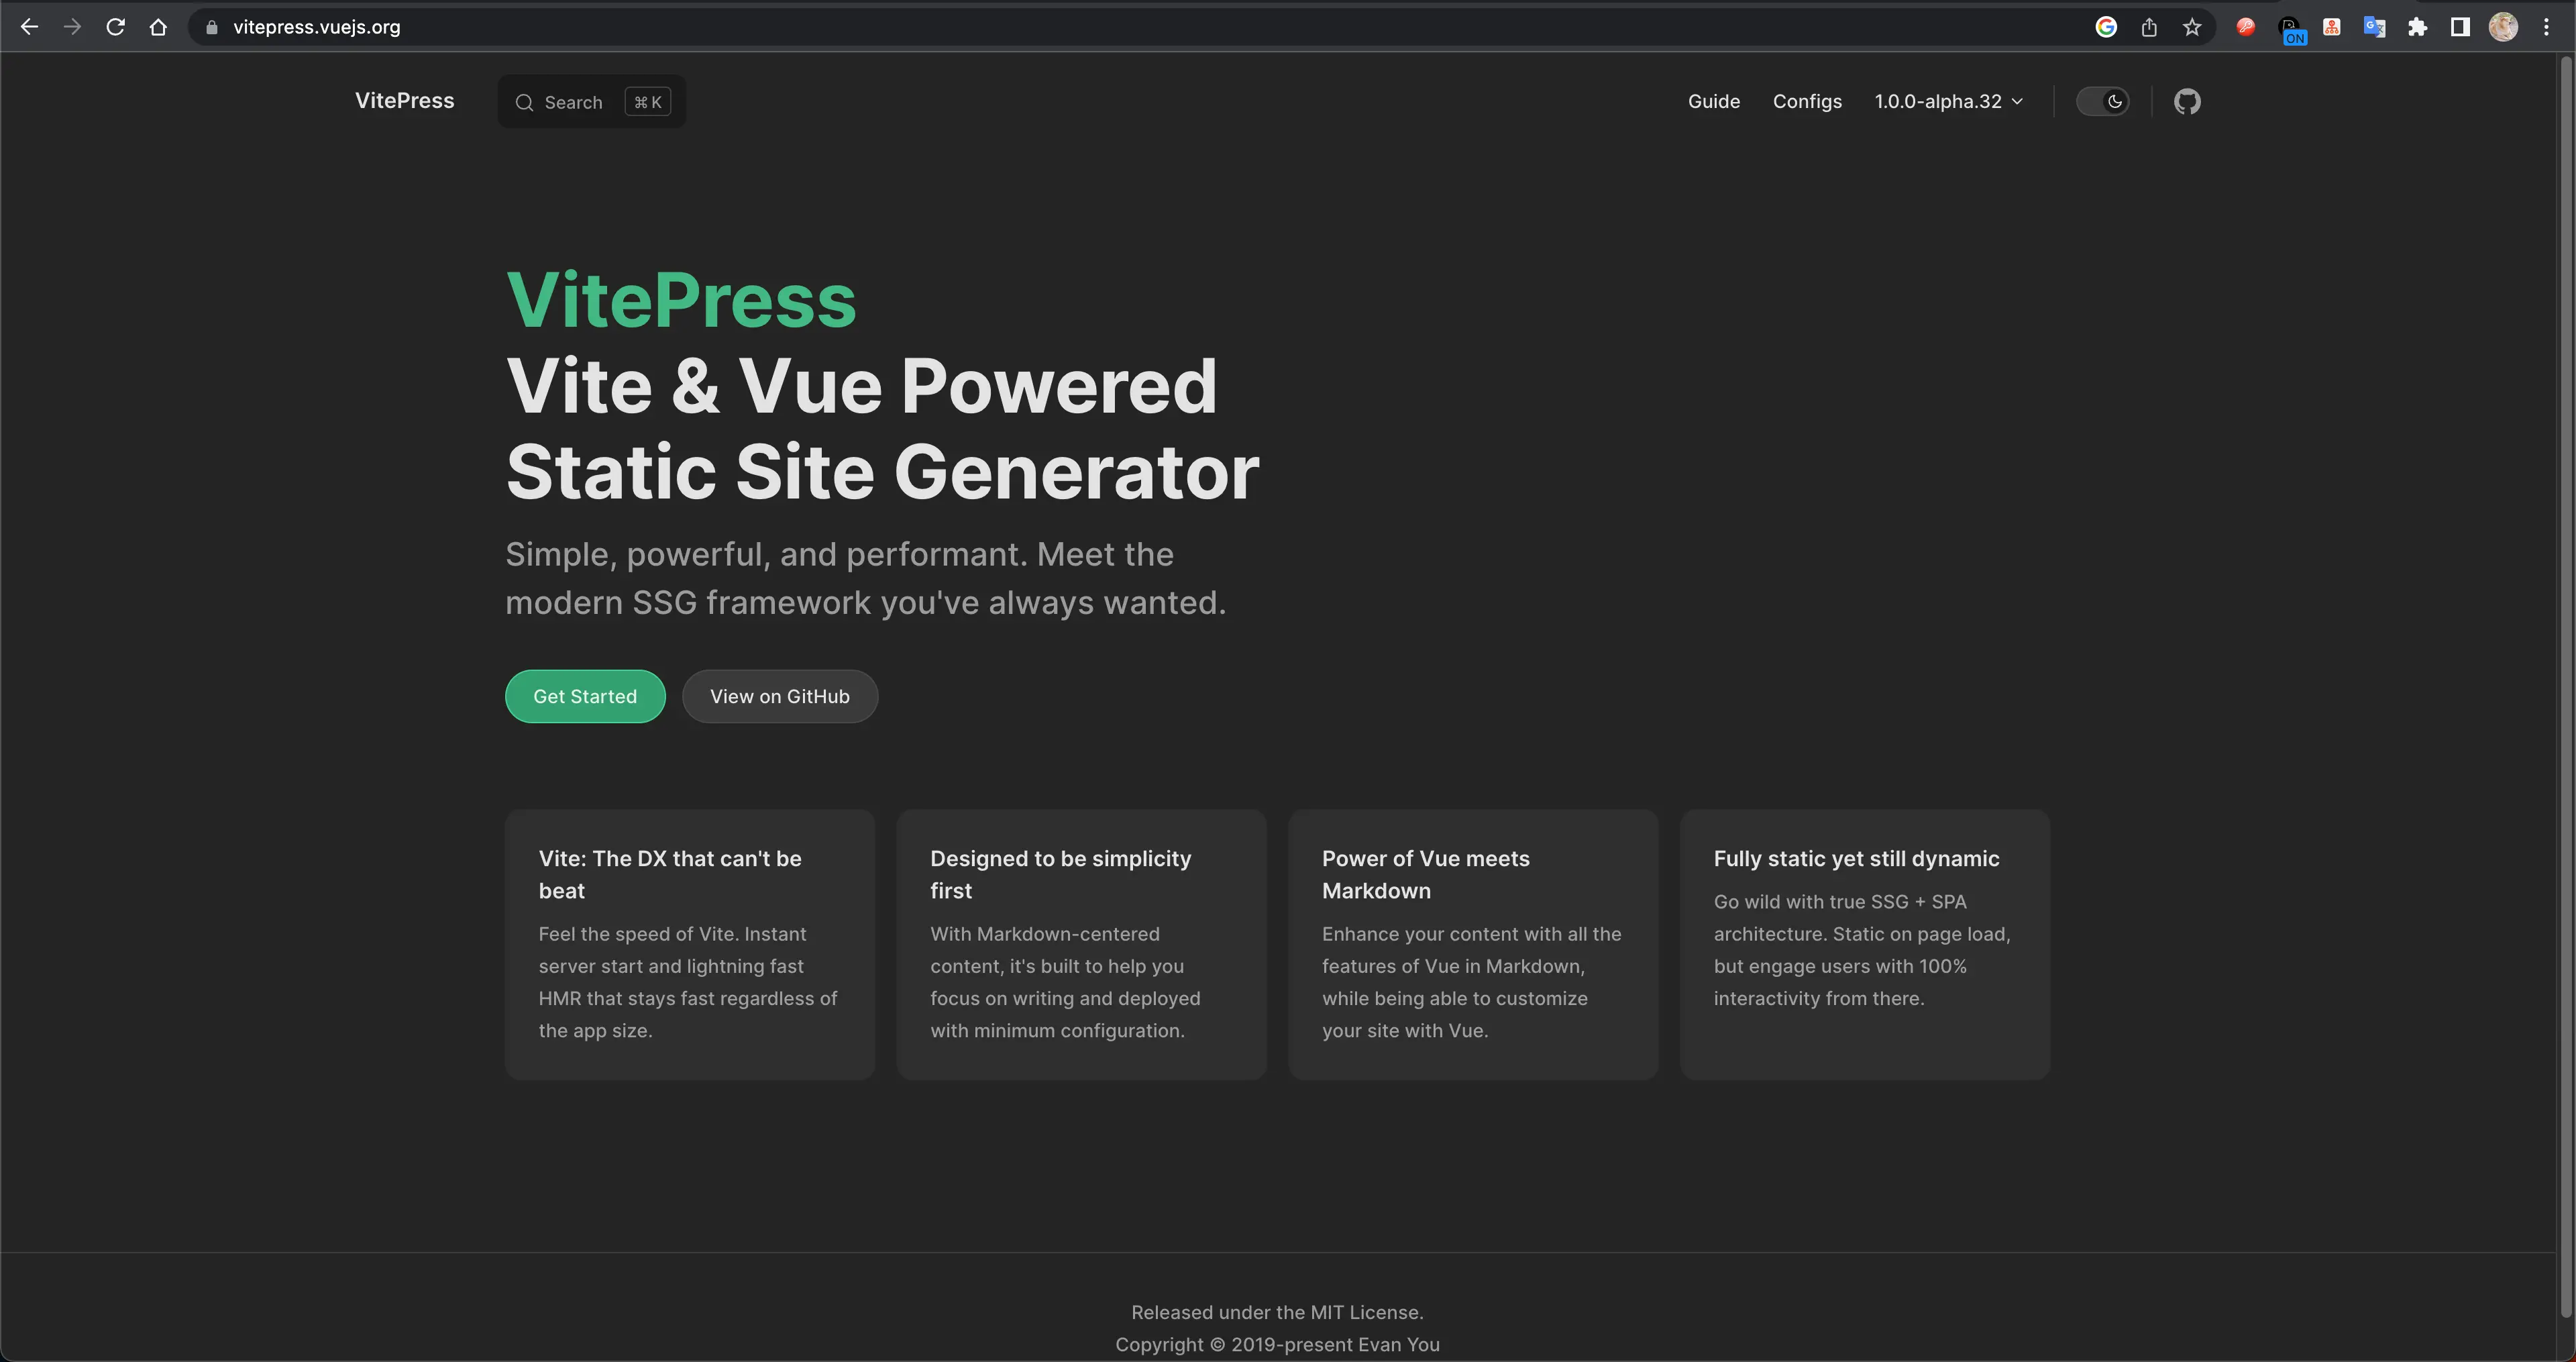 vitepress.vuejs.org
ON
VitePress
Search
⌘ K
Guide
Configs
1.0.0-alpha.32
VitePress
Vite & Vue Powered
Static Site Generator
Simple, powerful, and performant. Meet the
modern SSG framework you've always wanted.
Get Started
View on GitHub
Vite: The DX that can't be
beat
Feel the speed of Vite. Instant
server start and lightning fast
HMR that stays fast regardless of
the app size.
Designed to be simplicity
first
With Markdown-centered
content, it's built to help you
focus on writing and deployed
with minimum configuration.
Power of Vue meets
Markdown
Enhance your content with all the
features of Vue in Markdown,
while being able to customize
your site with Vue.
Fully static yet still dynamic
Go wild with true SSG + SPA
architecture. Static on page load,
but engage users with 100%
interactivity from there.
Released under the MIT License.
Copyright © 2019-present Evan You